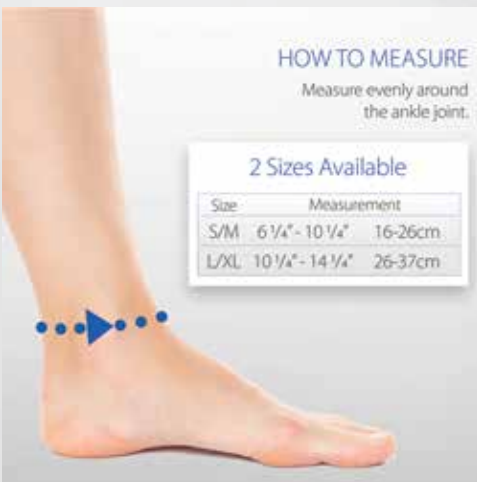 HOW TO MEASURE
Measure evenly around
the ankle joint.
2 Sizes Available
Size Measurement
S/M 6 1/4" - 10 1/4" 16-26cm
L/XL 10 1/4" - 14 1/4" 26-37cm